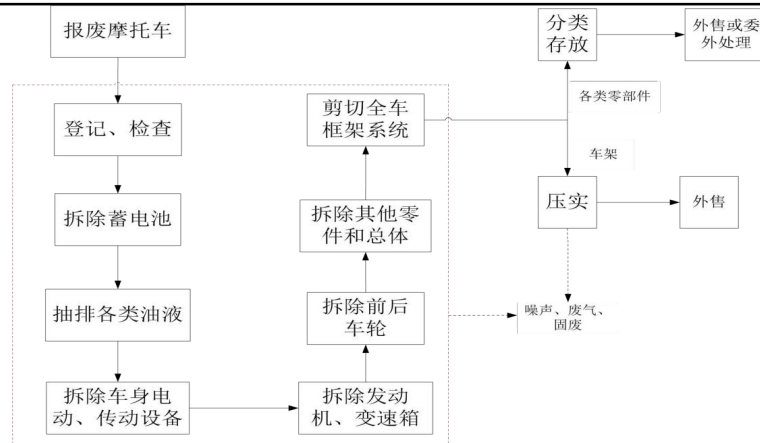 报废摩托车
登记、检查
拆除蓄电池
抽排各类油液
拆除车身电
动、传动设备
拆除发动
机、变速箱
拆除前后
车轮
拆除其他零
件和总体
剪切全车
框架系统
各类零部件
分类
存放
外售或委
外处理
车架
压实
外售
噪声、废气、
固废